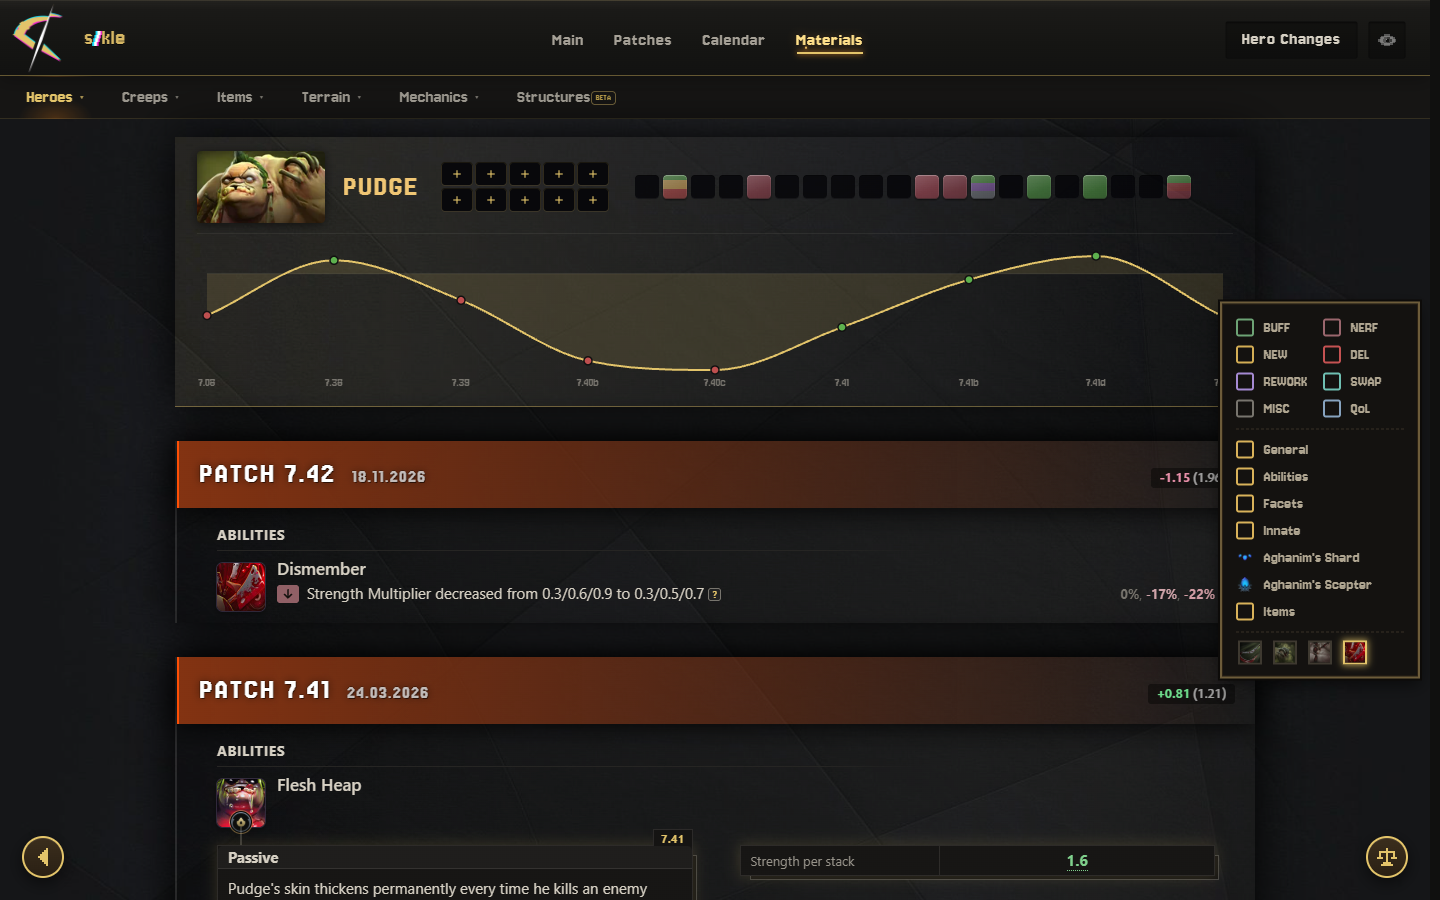 s/kle
Main
Patches
Calendar
Materials
Hero Changes
Heroes
Creeps
Items
Terrain
Mechanics
Structures BETA
PUDGE
+ + + + +
+ + + + +
7.38
7.39
7.40b
7.40c
7.41
7.41b
7.41d
BUFF
NERF
NEW
DEL
REWORK
SWAP
MISC
QoL
General
Abilities
Facets
Innate
Aghanim's Shard
Aghanim's Scepter
Items
PATCH 7.42 18.11.2026
-1.15
ABILITIES
Dismember
Strength Multiplier decreased from 0.3/0.6/0.9 to 0.3/0.5/0.7 ?
0%, -17%, -22%
PATCH 7.41 24.03.2026
+0.81 (1.21)
ABILITIES
Flesh Heap
7.41
Passive
Pudge's skin thickens permanently every time he kills an enemy
Strength per stack
1.6